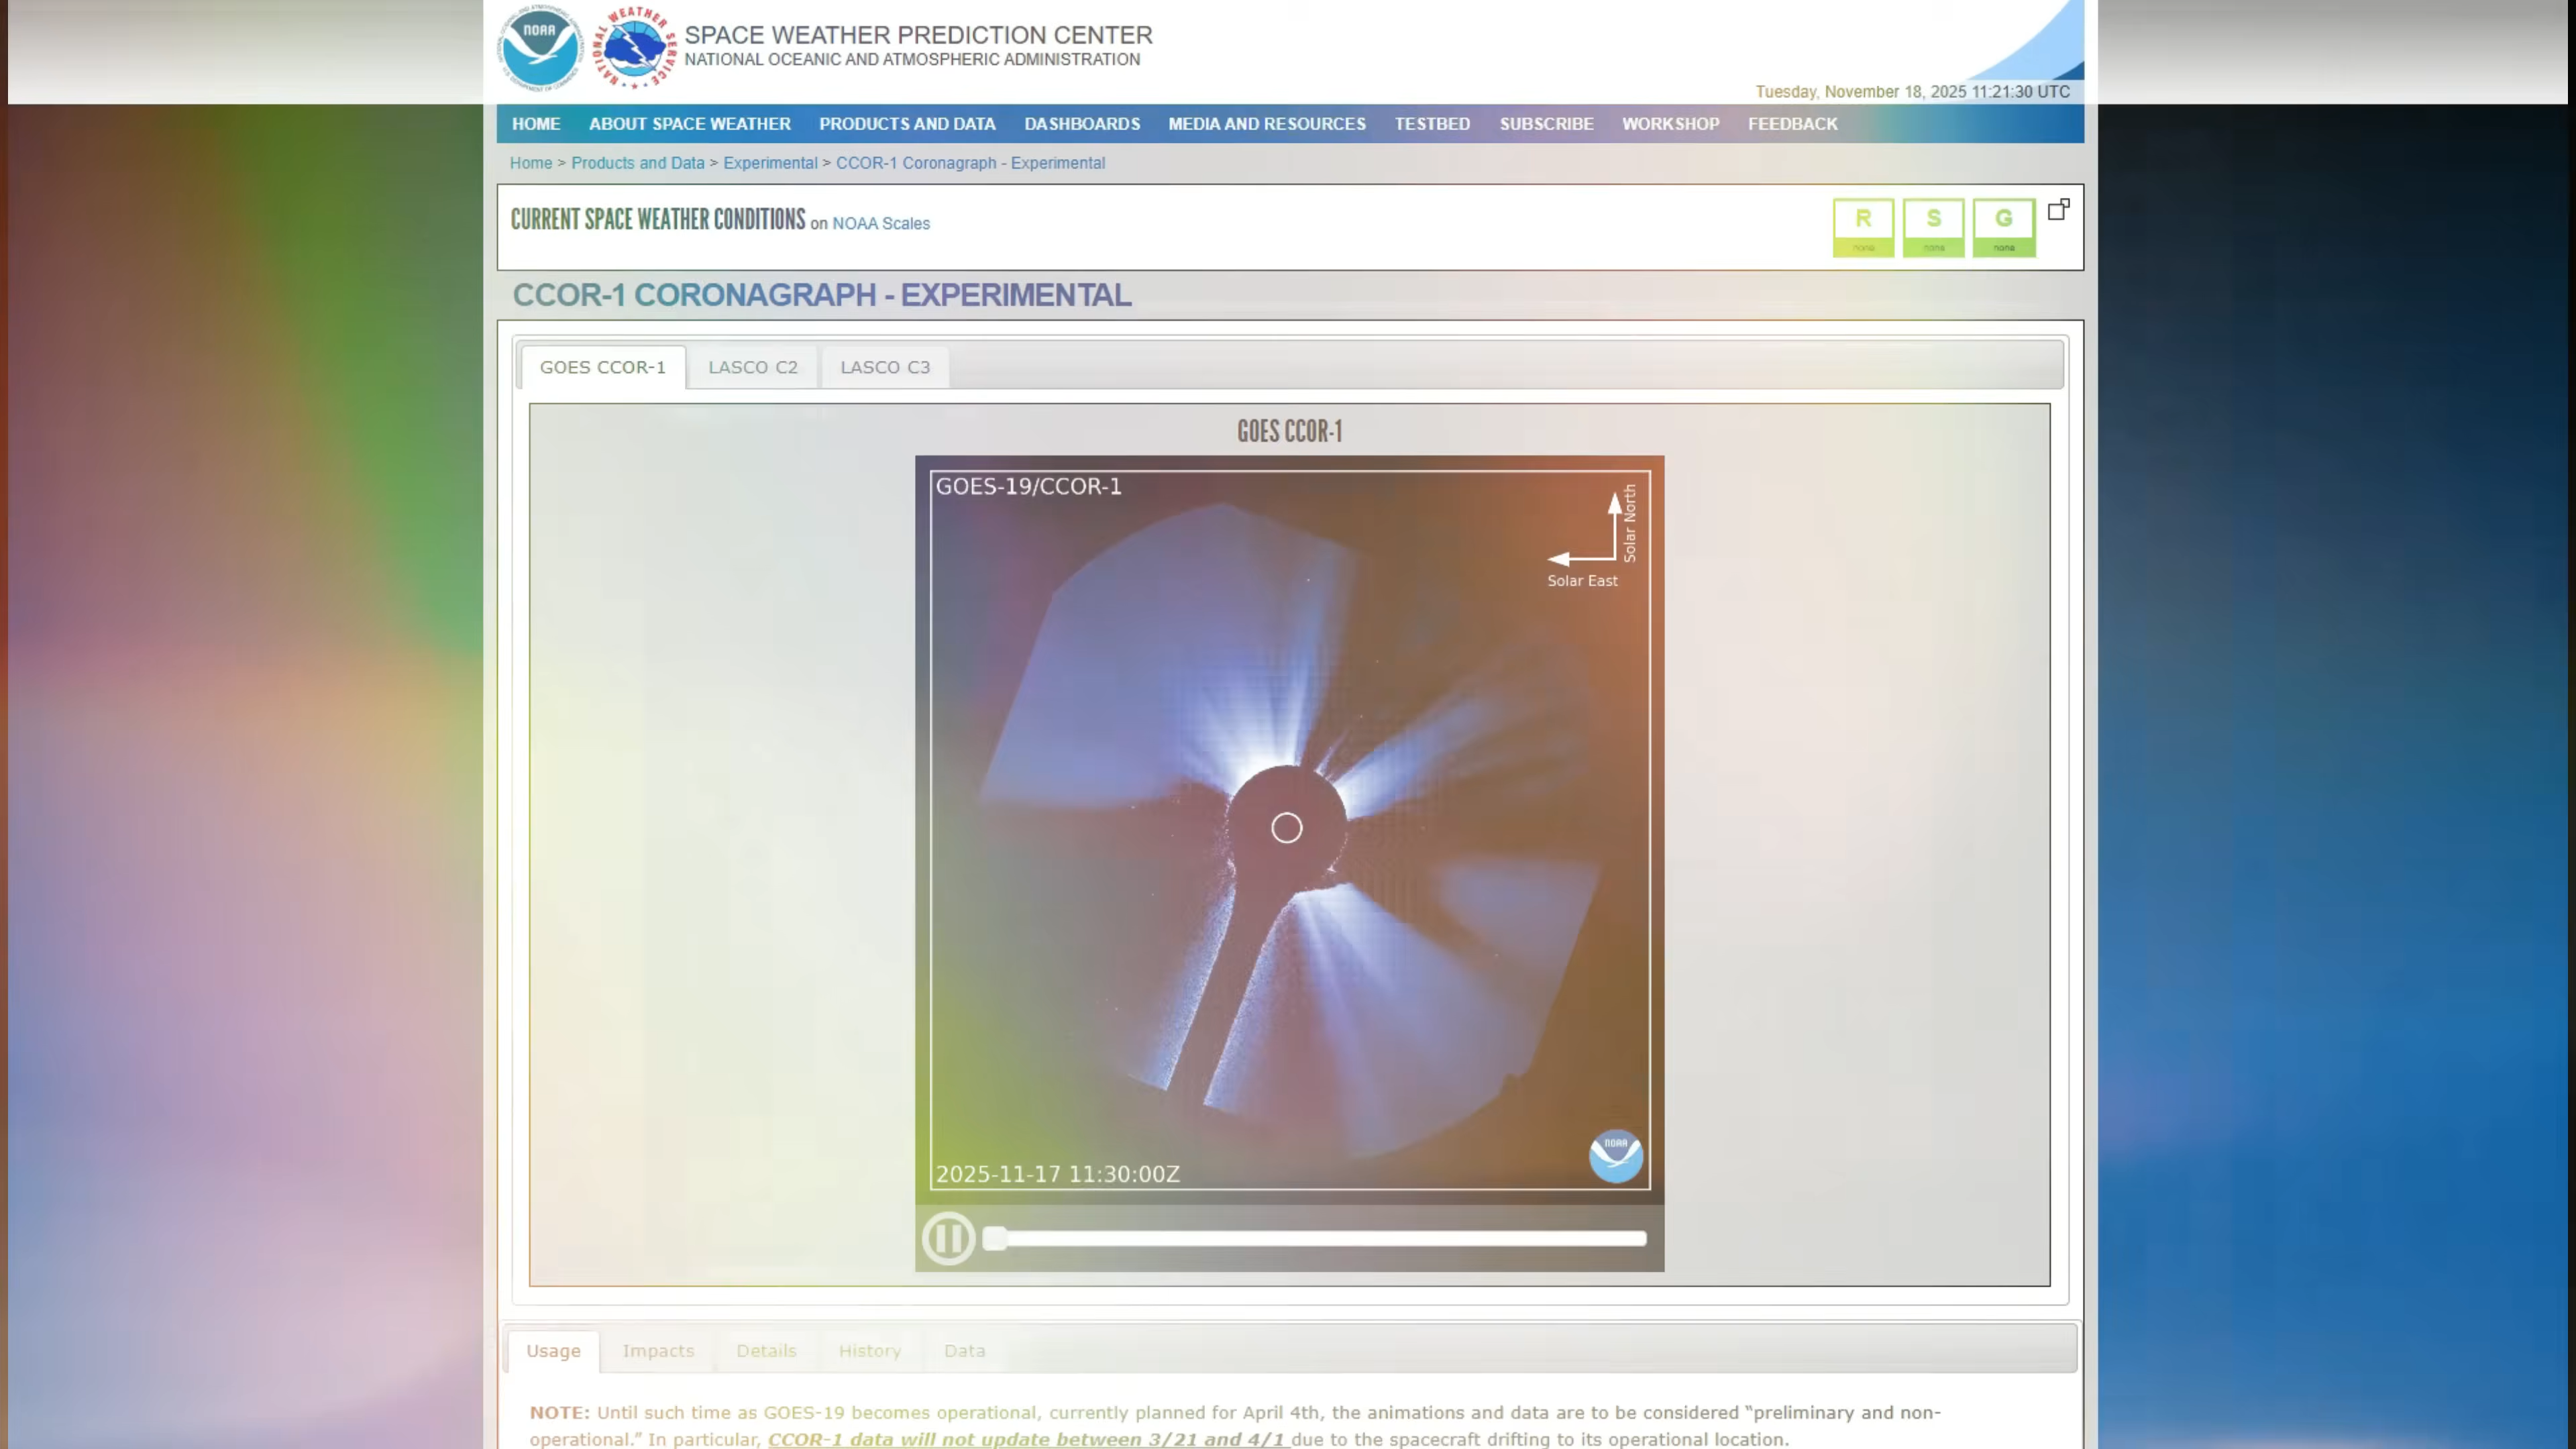 NOAA
NATIONAL WEATHER SERVICE
SPACE WEATHER PREDICTION CENTER
NATIONAL OCEANIC AND ATMOSPHERIC ADMINISTRATION
Tuesday, November 18, 2025 11:21:30 UTC
HOME ABOUT SPACE WEATHER PRODUCTS AND DATA DASHBOARDS MEDIA AND RESOURCES TESTBED SUBSCRIBE WORKSHOP FEEDBACK
Home > Products and Data > Experimental > CCOR-1 Coronagraph - Experimental
CURRENT SPACE WEATHER CONDITIONS on NOAA Scales
R S G
none none none
CCOR-1 CORONAGRAPH - EXPERIMENTAL
GOES CCOR-1 LASCO C2 LASCO C3
GOES CCOR-1
GOES-19/CCOR-1
Solar North
Solar East
NOAA
2025-11-17 11:30:00Z
Usage Impacts Details History Data
NOTE: Until such time as GOES-19 becomes operational, currently planned for April 4th, the animations and data are to be considered "preliminary and non-
operational." In particular, CCOR-1 data will not update between 3/21 and 4/1 due to the spacecraft drifting to its operational location.